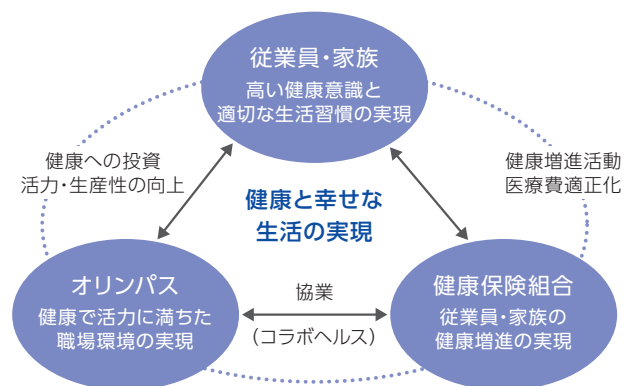 従業員・家族
高い健康意識と
適切な生活習慣の実現
健康への投資
活力・生産性の向上
健康増進活動
医療費適正化
健康と幸せな
生活の実現
オリンパス
健康で活力に満ちた
職場環境の実現
協業
(コラボヘルス)
健康保険組合
従業員・家族の
健康増進の実現